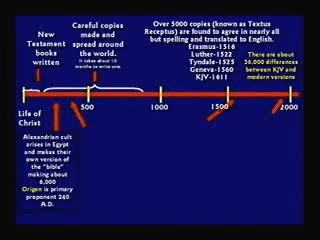 New
Testament
books
written
Careful copies
made and
spread around
the world.
It takes about 10
months to write one.
Over 5000 copies (known as Textus
Receptus) are found to agree in nearly all
but spelling and translated to English.
Erasmus-1516
Luther-1522
Tyndale-1525
Geneva-1560
KJV-1611
There are about
36,000 differences
between KJV and
modern versions
0
500
1000
1500
2000
Life of
Christ
Alexandrian cult
arises in Egypt
and makes their
own version of
the "bible"
making about
6,000
Origen is primary
proponent 260
A.D.